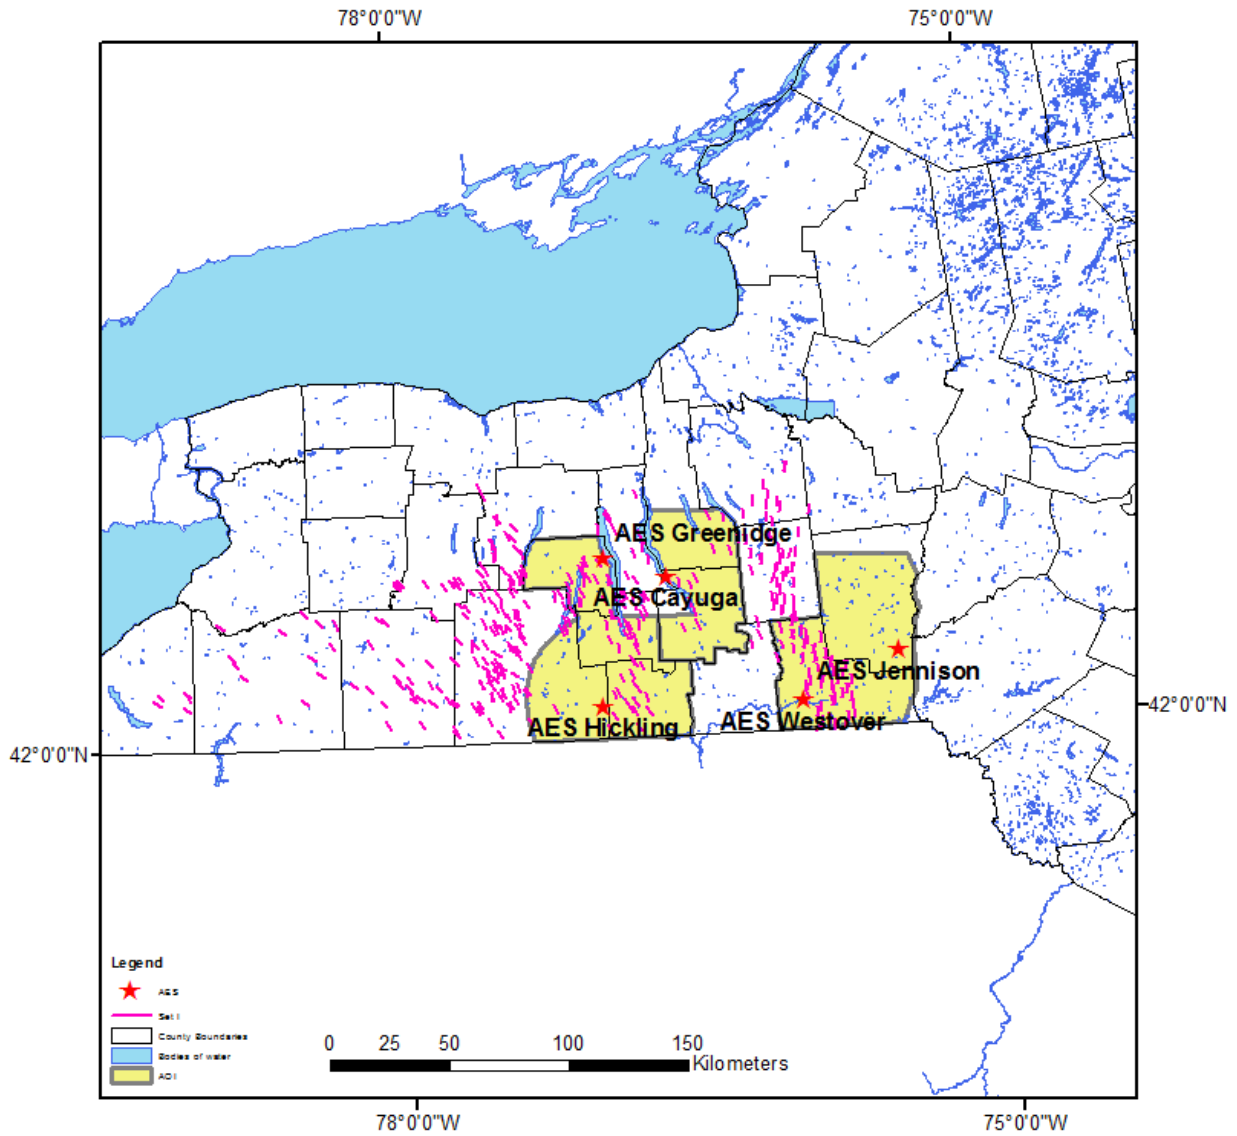 78°0'0"W
75°0'0"W
AES Greenidge
AES Cayuga
AES Jennison
AES Hickling
AES Westover
42°0'0"N
42°0'0"N
Legend
AES
Set I
County Boundaries
Bodies of water
AOI
0 25 50 100 150
Kilometers
78°0'0"W
75°0'0"W